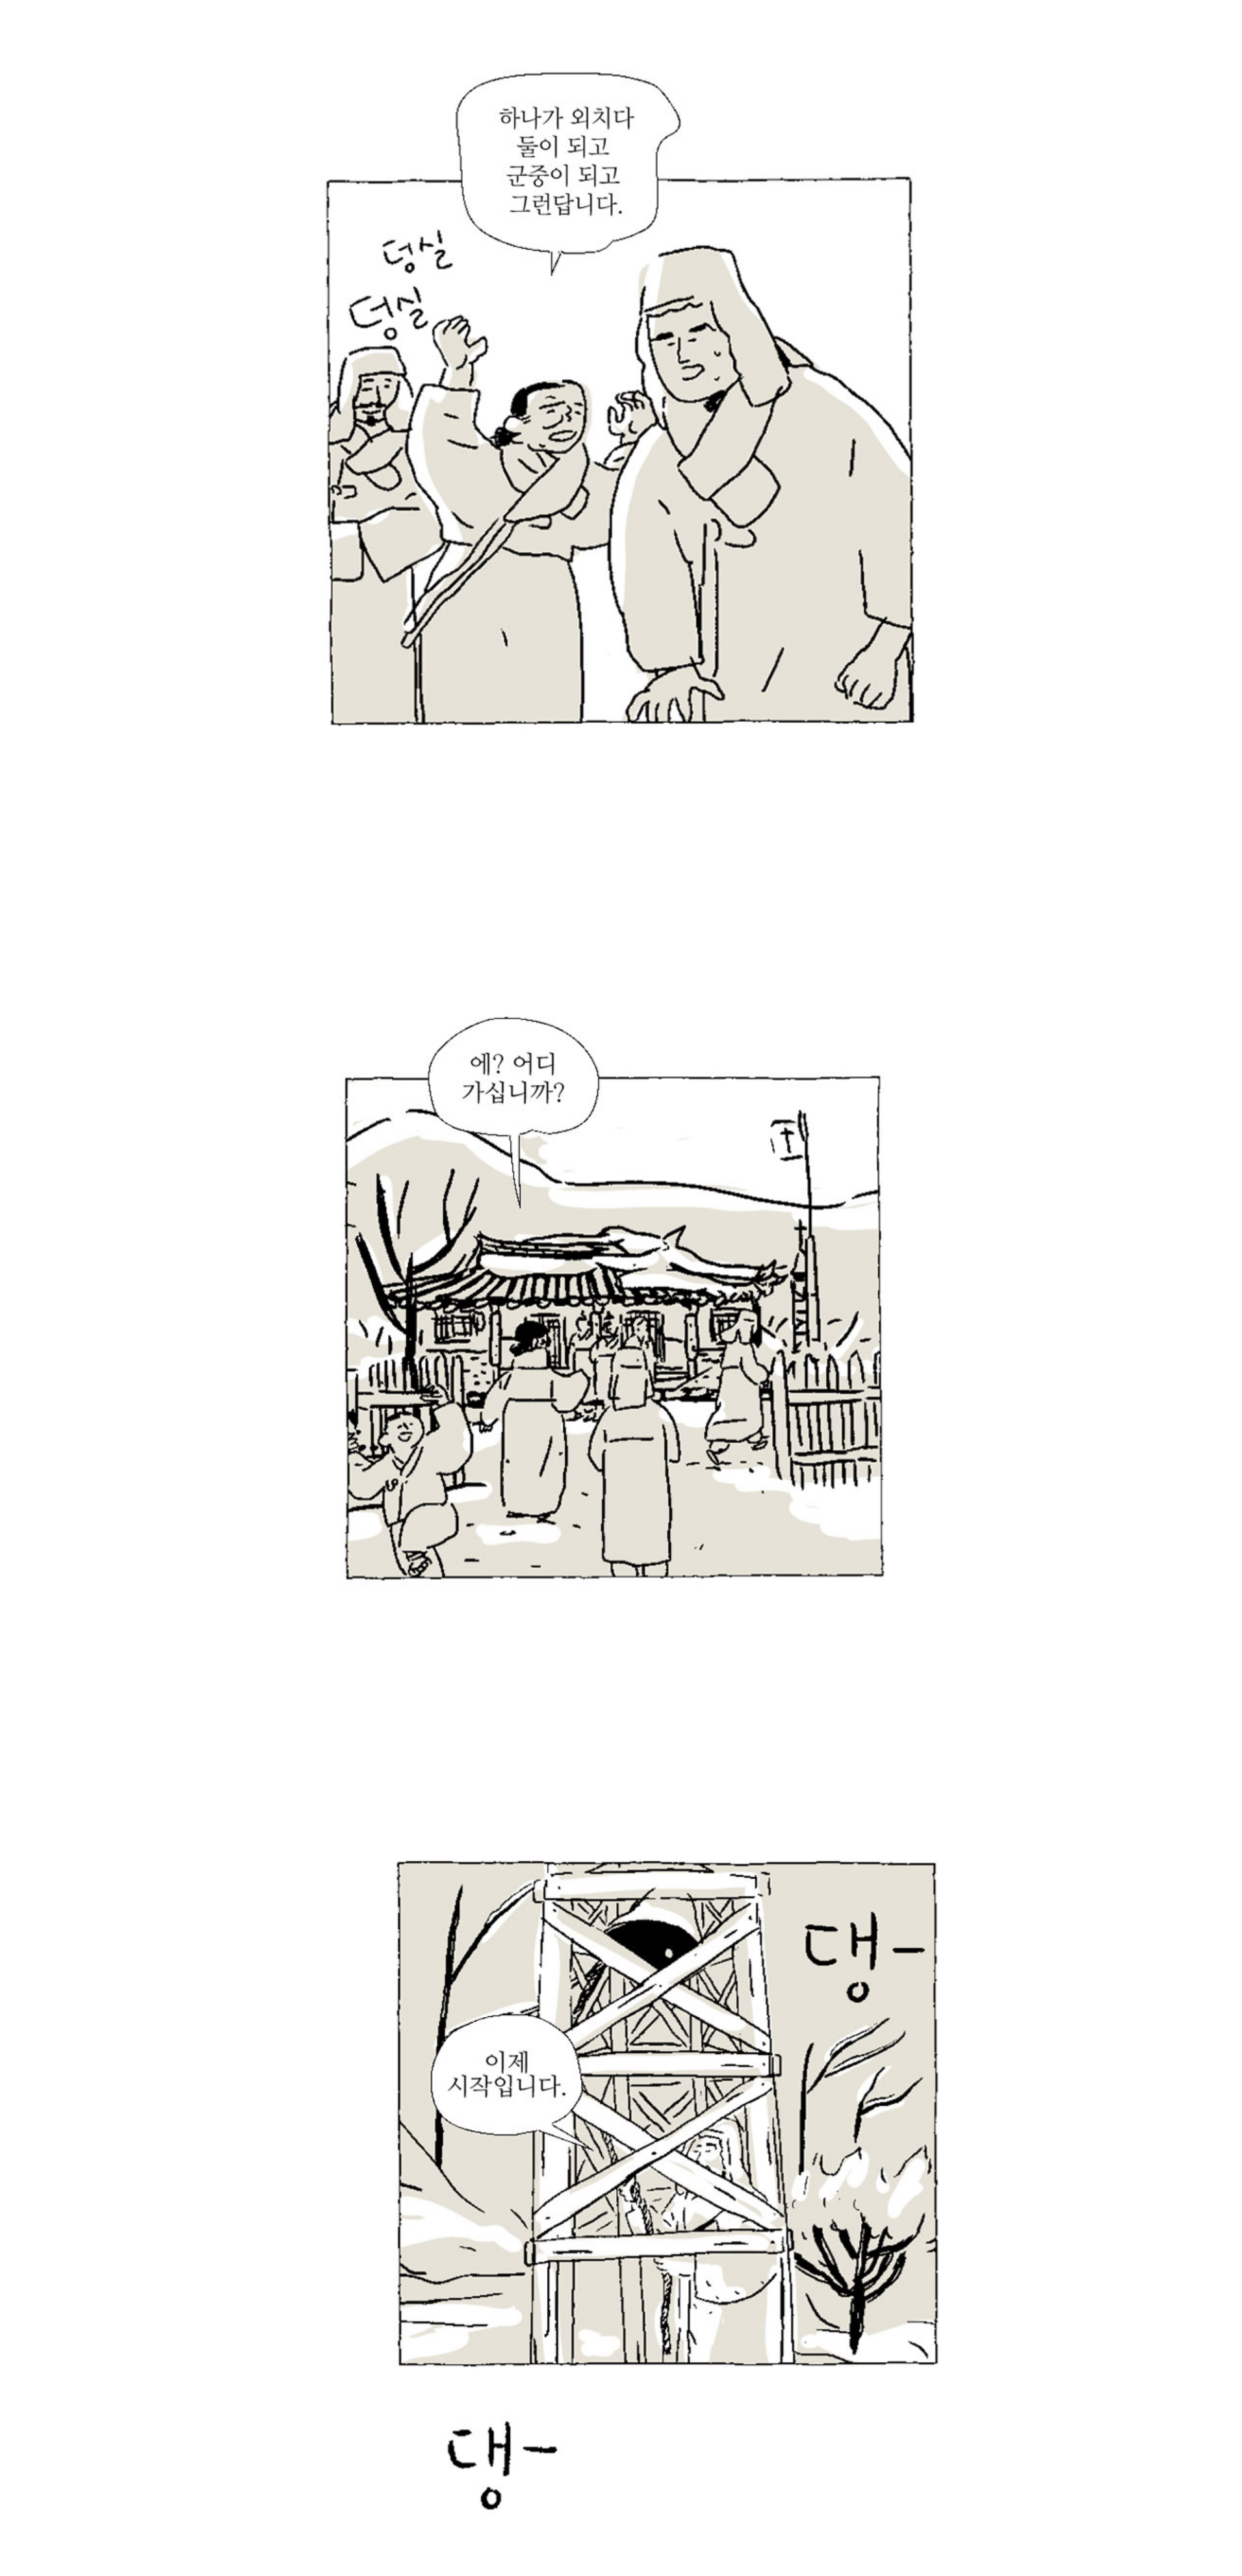 하나가 외치다
둘이 되고
군중이 되고
그런답니다.
덩실
덩실
에? 어디
가십니까?
댕-
이제
시작입니다.
댕-